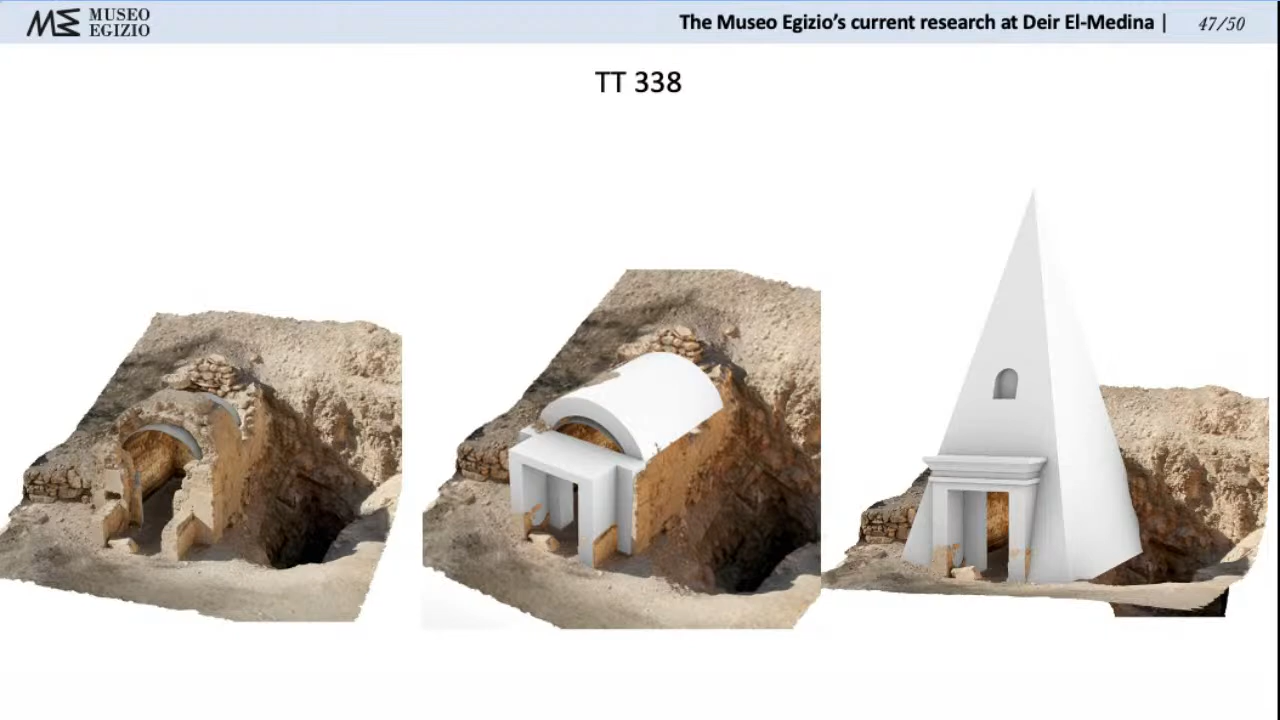 MUSEO
EGIZIO
The Museo Egizio’s current research at Deir El-Medina |
47/50
TT 338